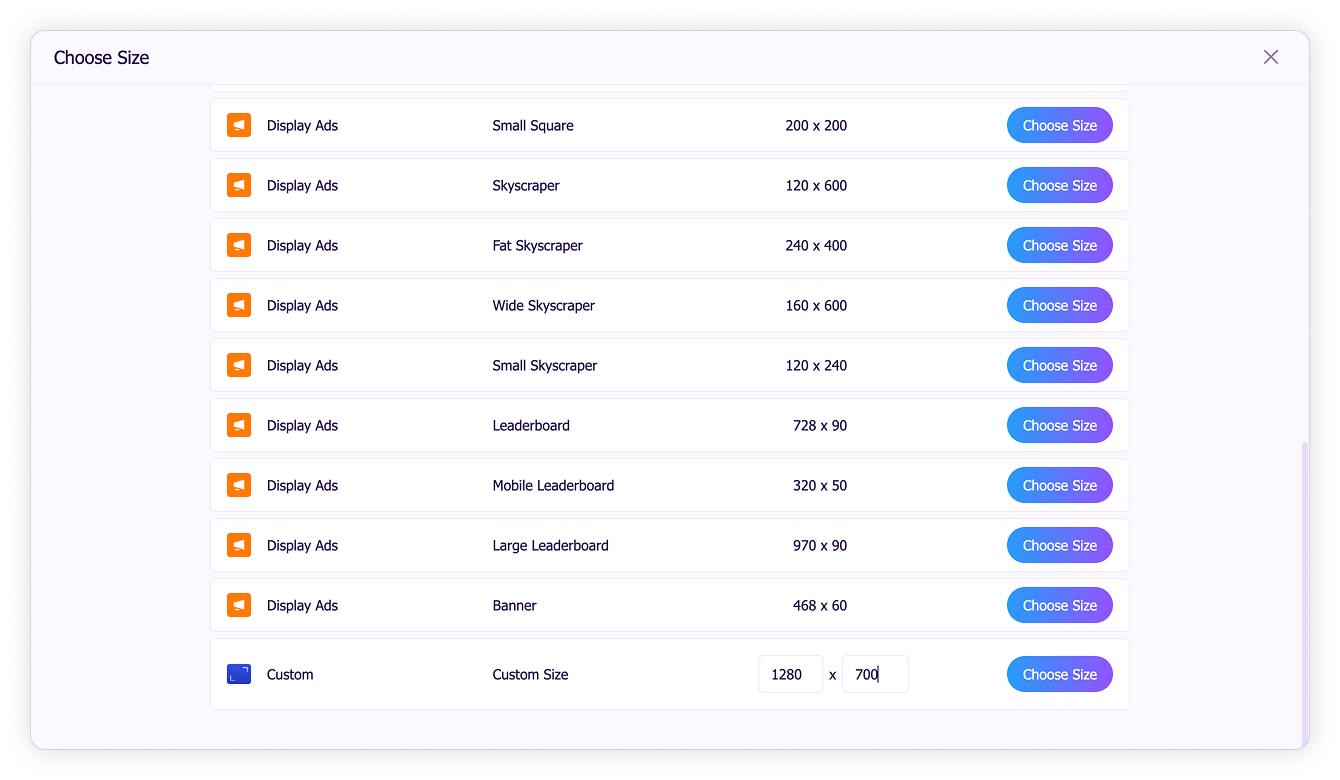 Choose Size
Display Ads Small Square 200 x 200 Choose Size
Display Ads Skyscraper 120 x 600 Choose Size
Display Ads Fat Skyscraper 240 x 400 Choose Size
Display Ads Wide Skyscraper 160 x 600 Choose Size
Display Ads Small Skyscraper 120 x 240 Choose Size
Display Ads Leaderboard 728 x 90 Choose Size
Display Ads Mobile Leaderboard 320 x 50 Choose Size
Display Ads Large Leaderboard 970 x 90 Choose Size
Display Ads Banner 468 x 60 Choose Size
Custom Custom Size 1280 x 700 Choose Size